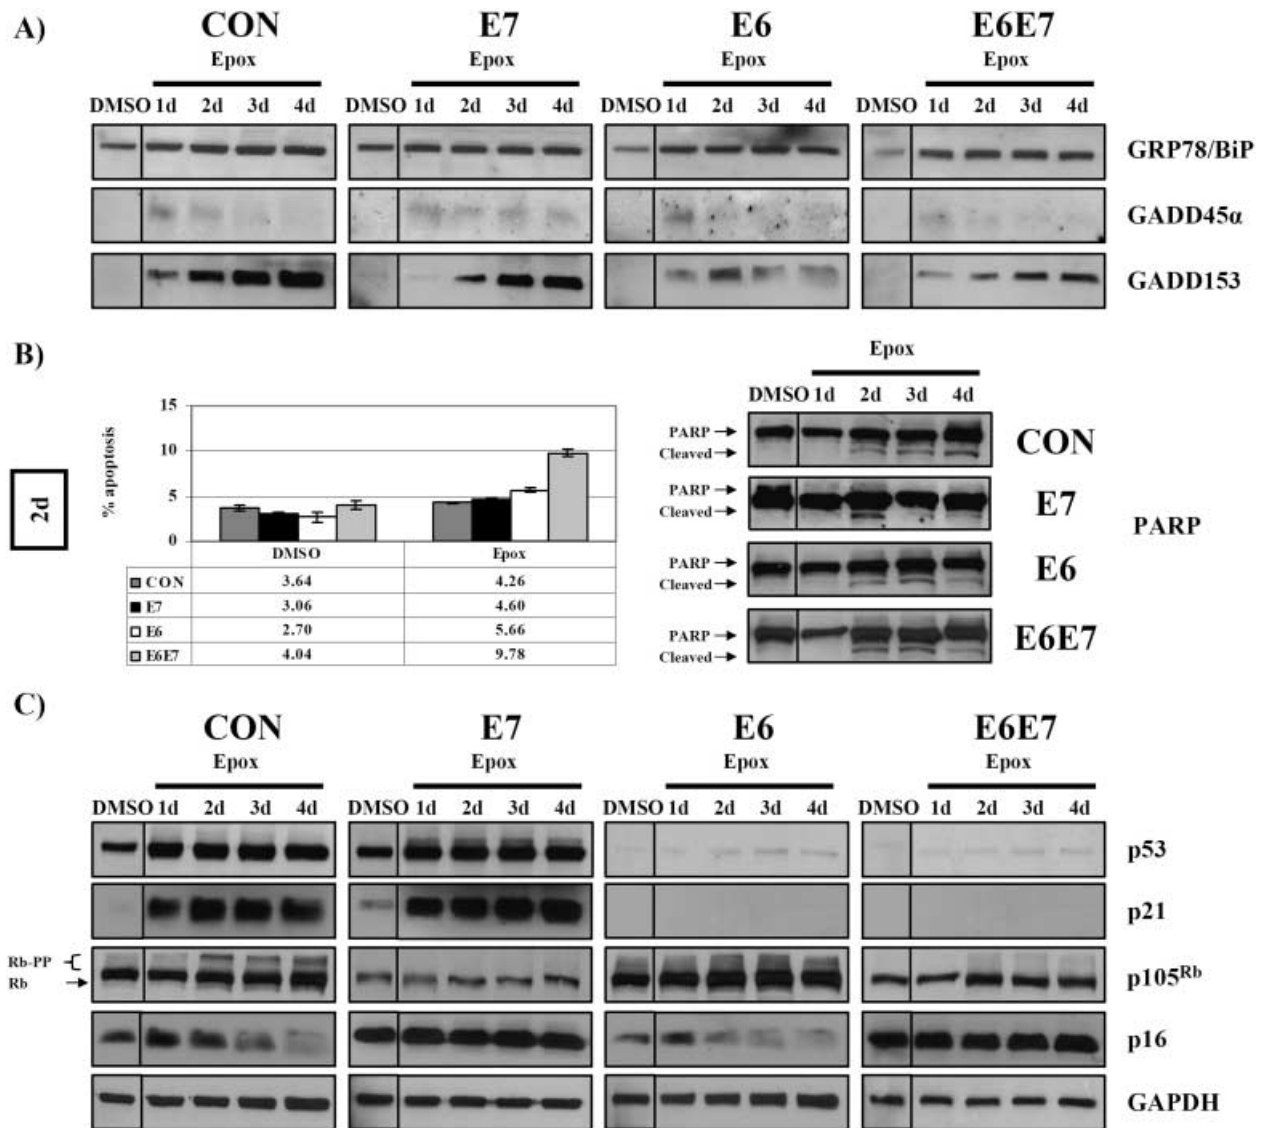 A) CON E7 E6 E6E7
Epox Epox Epox Epox
DMSO 1d 2d 3d 4d DMSO 1d 2d 3d 4d DMSO 1d 2d 3d 4d DMSO 1d 2d 3d 4d
GRP78/BiP
GADD45α
GADD153
B)
2d
% apoptosis
15
10
5
0
DMSO Epox
CON 3.64 4.26
E7 3.06 4.60
E6 2.70 5.66
E6E7 4.04 9.78
Epox
DMSO 1d 2d 3d 4d
PARP
Cleaved
CON
PARP
Cleaved
E7
PARP
Cleaved
E6
PARP
Cleaved
E6E7
PARP
C) CON E7 E6 E6E7
Epox Epox Epox Epox
DMSO 1d 2d 3d 4d DMSO 1d 2d 3d 4d DMSO 1d 2d 3d 4d DMSO 1d 2d 3d 4d
p53
p21
Rb-PP
Rb
p105Rb
p16
GAPDH